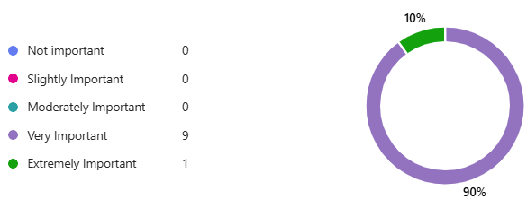 10%
Not important 0
Slightly Important 0
Moderately Important 0
Very Important 9
Extremely Important 1
90%